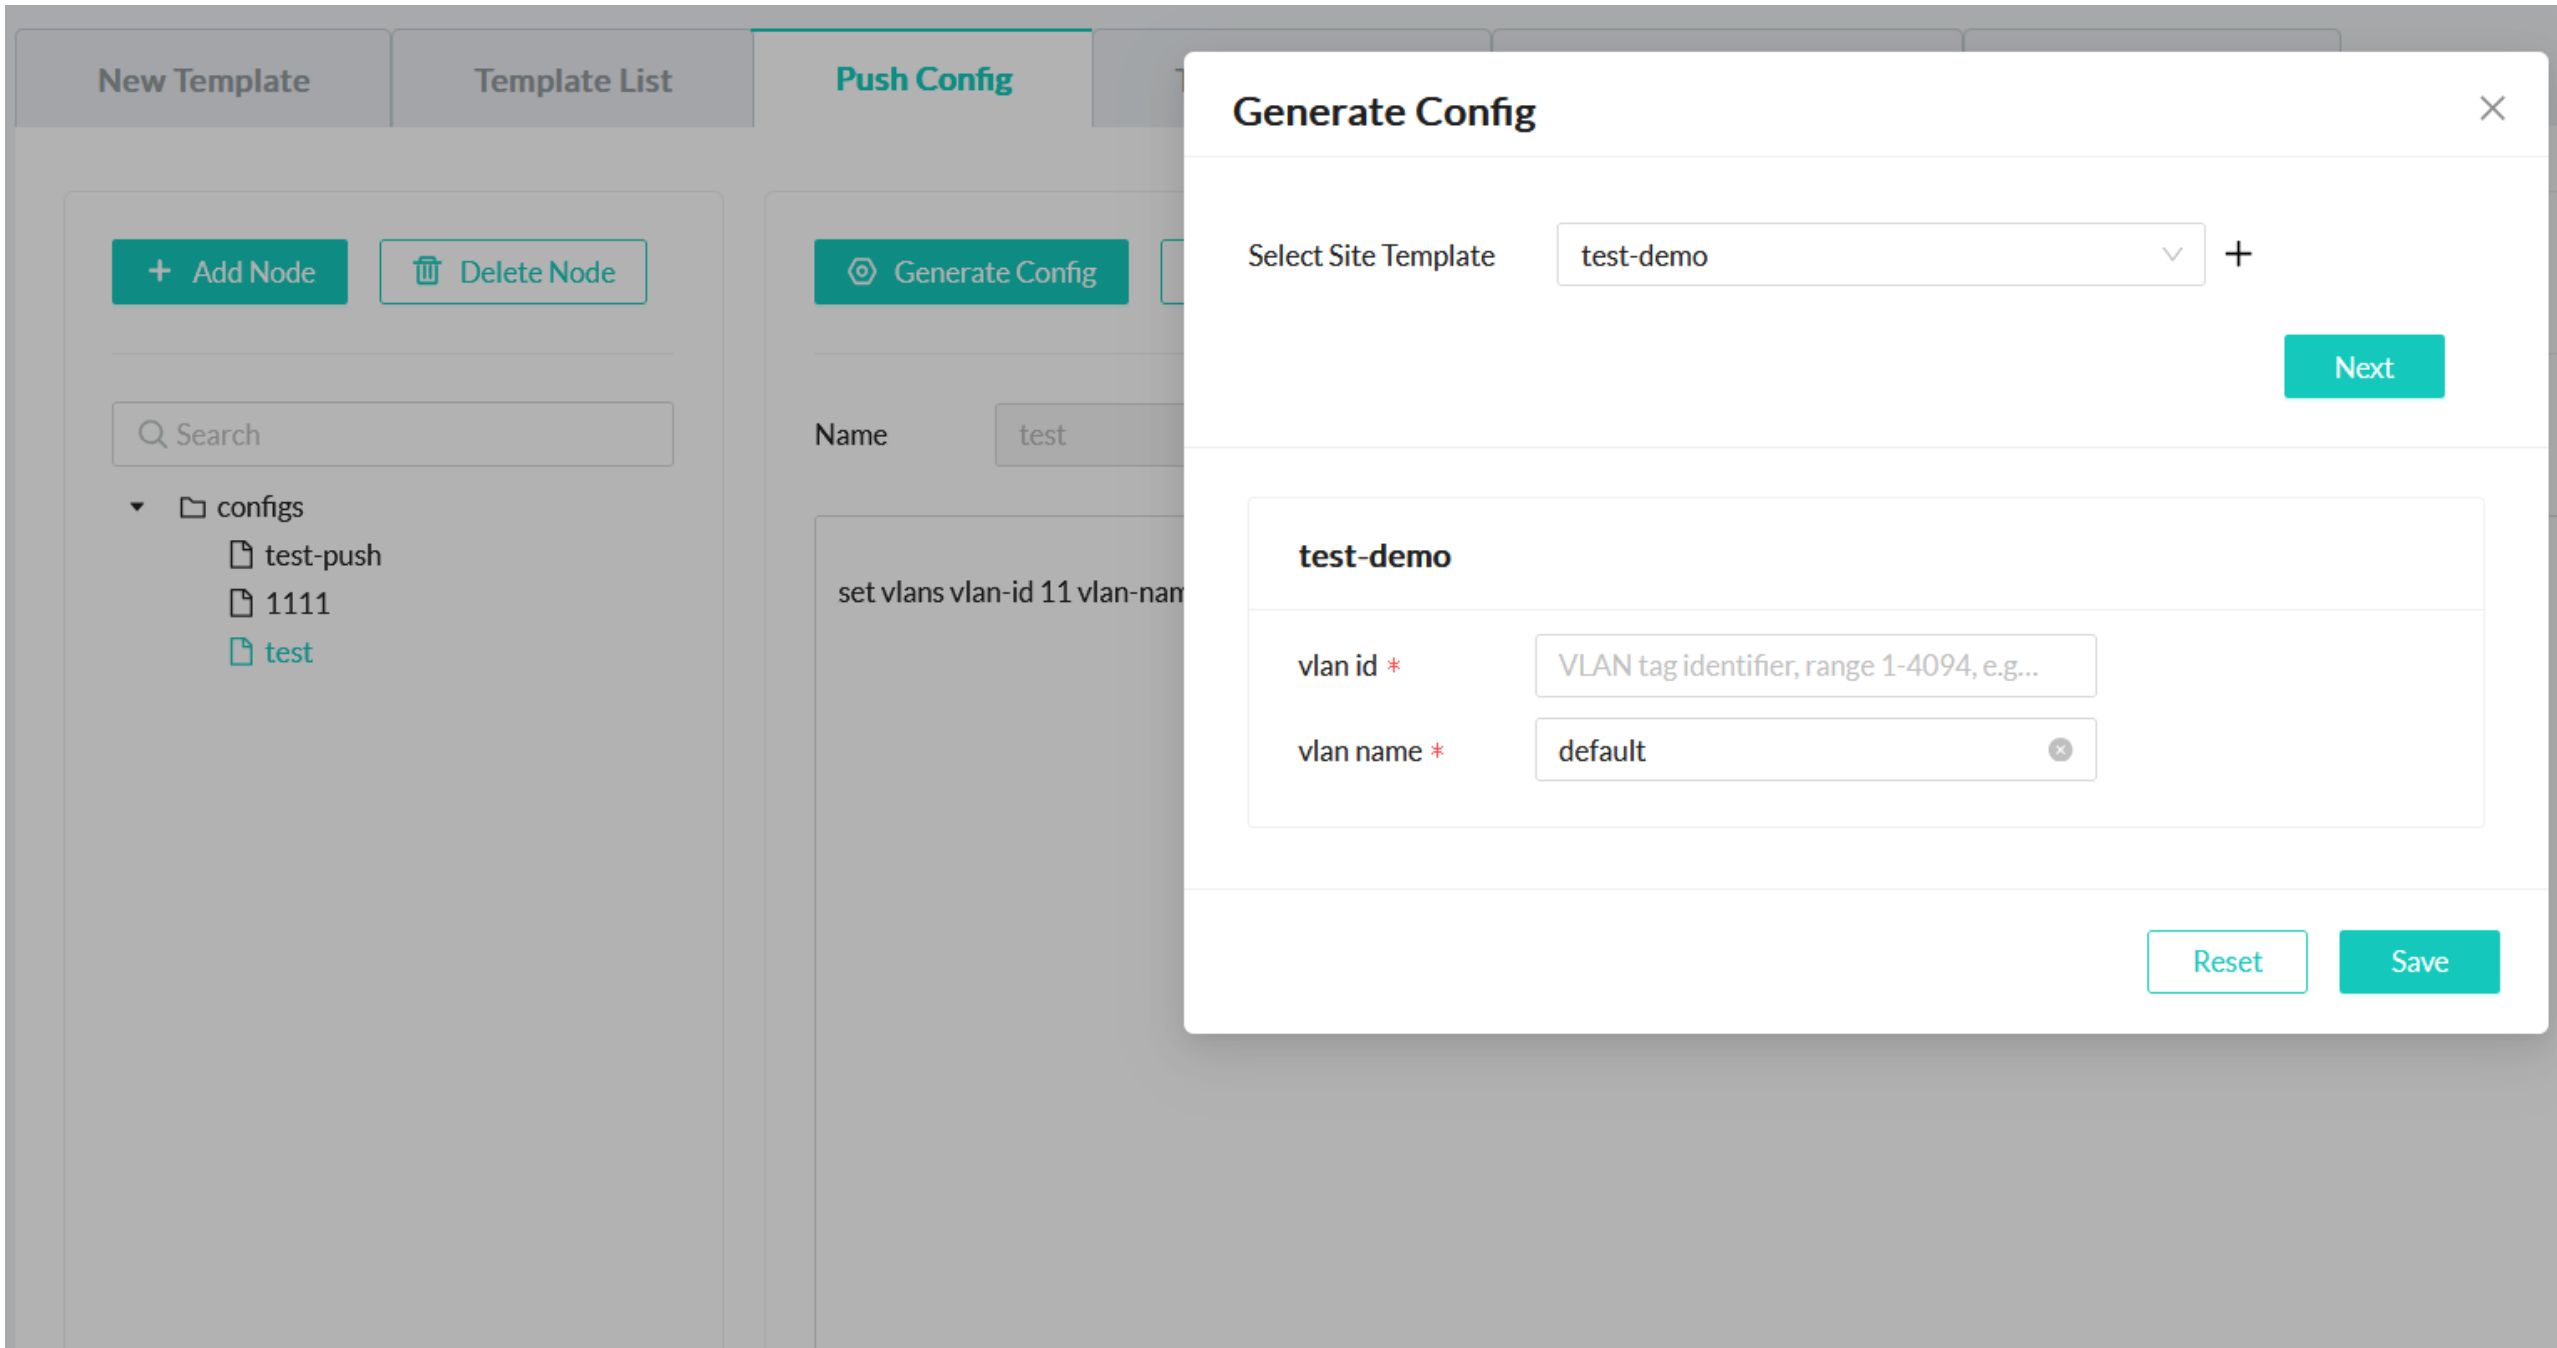 New Template
Template List
Push Config
Generate Config
Select Site Template
test-demo
Next
Add Node
Delete Node
Generate Config
Search
Name
test
configs
test-push
1111
test
set vlans vlan-id 11
test-demo
vlan id *
VLAN tag identifier, range 1-4094, e.g...
vlan name *
default
Reset
Save